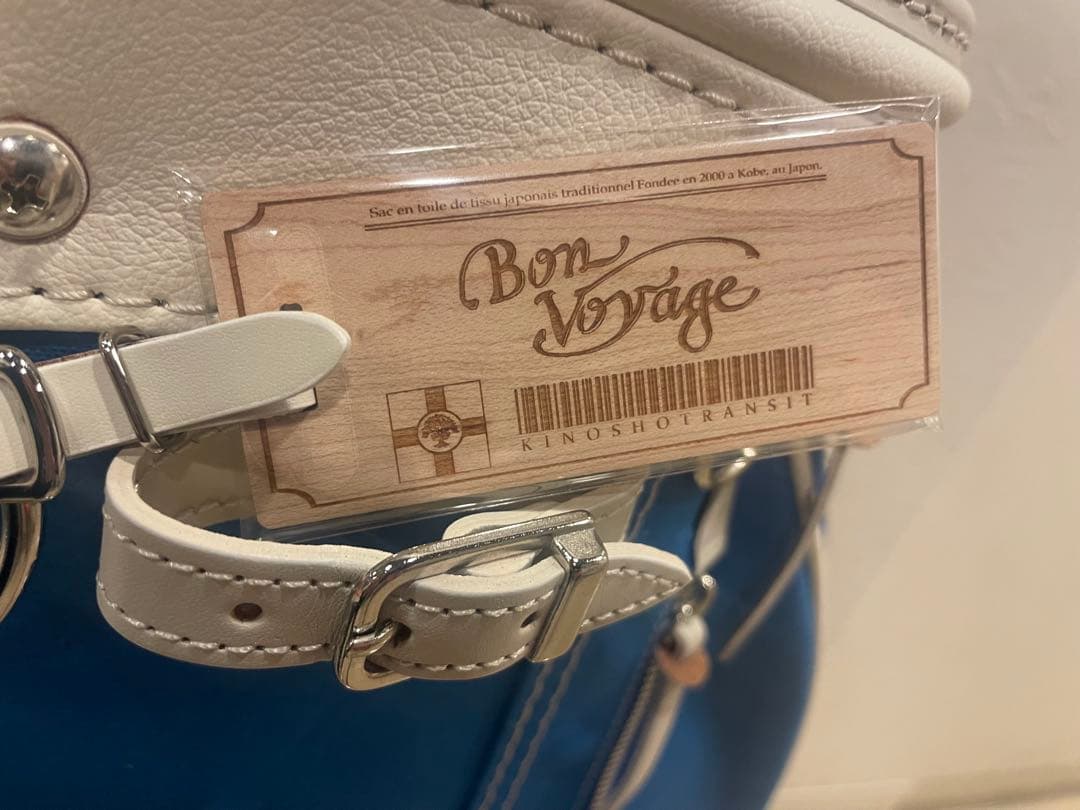 Sac en toile de tissu japonais traditionnel Fondee en 2000 a Kobe, au Japon.
Bon
Voyage
KINOSHOTRANSIT